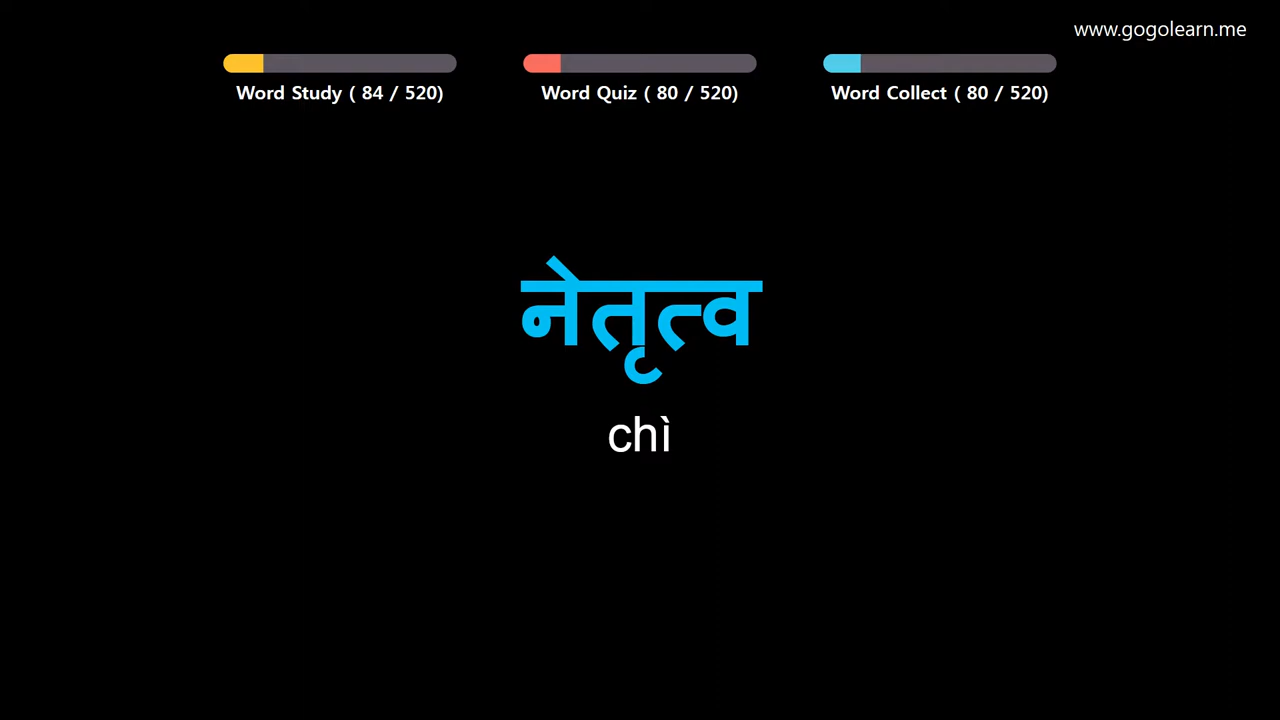 www.gogolearn.me
Word Study ( 84 / 520)
Word Quiz ( 80 / 520)
Word Collect ( 80 / 520)
नेतृत्व
chì